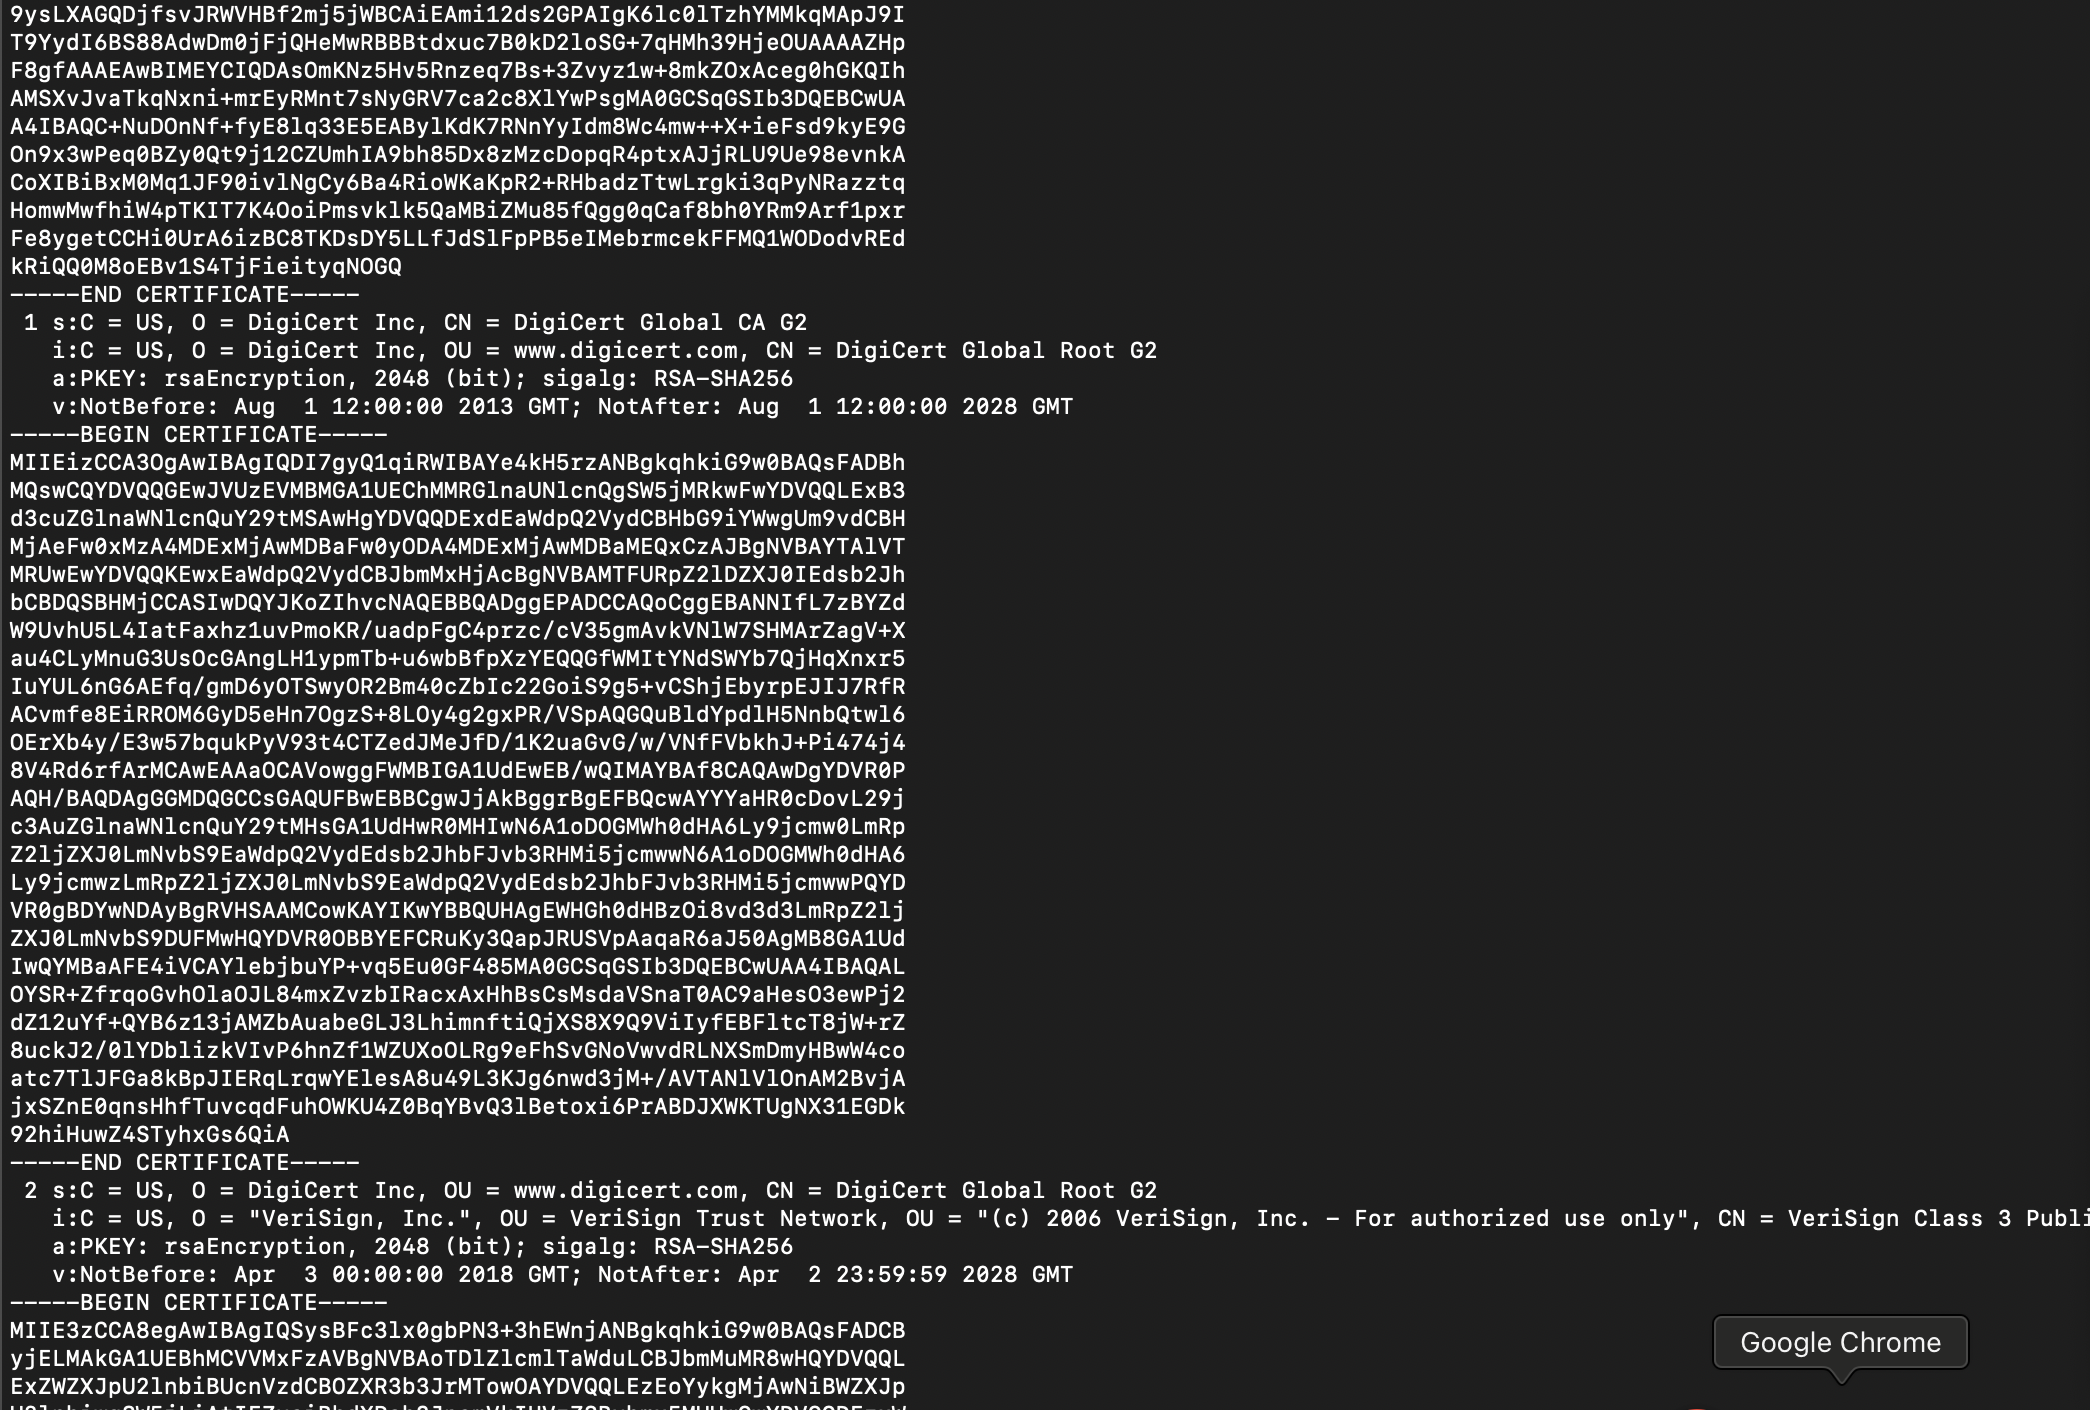 9ysLXAGQDjfsvJRWVHBf2mj5jWBCAiEAmi12ds2GPAIgK6lc0lTzhYMMkqMApJ9I
T9YydI6BS88AdwDm0jFjQHeMwRBBBtdxuc7B0kD2loSG+7qHMh39HjeOUAAAAZHp
F8gfAAAEAwBIMEYCIQDAsOmKNz5Hv5Rnzeq7Bs+3Zvyz1w+8mkZOxAceg0hGKQIh
AMSXvJvaTkqNxni+mrEyRMnt7sNyGRV7ca2c8XlYwPsgMA0GCSqGSIb3DQEBCwUA
A4IBAQC+NuDOnNf+fyE8lq33E5EABylKdK7RNnYyIdm8Wc4mw++X+ieFsd9kyE9G
On9x3wPeq0BZy0Qt9j12CZUmhIA9bh85Dx8zMzcDopqR4ptxAJjRLU9Ue98evnkA
CoXIBiBxM0Mq1JF90ivlNgCy6Ba4RioWKaKpR2+RHbadzTtwLrgki3qPyNRazztq
HomwMwfhiW4pTKIT7K4OoiPmsvklk5QaMBiZMu85fQgg0qCaf8bh0YRm9Arf1pxr
Fe8ygetCCHi0UrA6izBC8TKDsDY5LLfJdSlFpPB5eIMebrmcekFFMQ1WODodvREd
kRiQQ0M8oEBv1S4TjFieityqNOGQ
-----END CERTIFICATE-----
1 s:C = US, O = DigiCert Inc, CN = DigiCert Global CA G2
i:C = US, O = DigiCert Inc, OU = www.digicert.com, CN = DigiCert Global Root G2
a:PKEY: rsaEncryption, 2048 (bit); sigalg: RSA-SHA256
v:NotBefore: Aug  1 12:00:00 2013 GMT; NotAfter: Aug  1 12:00:00 2028 GMT
-----BEGIN CERTIFICATE-----
MIIEizCCA3OgAwIBAgIQDI7gyQ1qiRWIBAYe4kH5rzANBgkqhkiG9w0BAQsFADBh
MQswCQYDVQQGEwJVUzEVMBMGA1UEChMMRGlnaUNlcnQgSW5jMRkwFwYDVQQLExB3
d3cuZGlnaWNlcnQuY29tMSAwHgYDVQQDExdEaWdpQ2VydCBHbG9iYWwgUm9vdCBH
MjAeFw0xMzA4MDExMjAwMDBaFw0yODA4MDExMjAwMDBaMEQxCzAJBgNVBAYTAlVT
MRUwEwYDVQQKEwxEaWdpQ2VydCBJbmMxHjAcBgNVBAMTFURpZ2lDZXJ0IEdsb2Jh
bCBDQSBHMjCCASIwDQYJKoZIhvcNAQEBBQADggEPADCCAQoCggEBANNIfL7zBYZd
W9UvhU5L4IatFaxhz1uvPmoKR/uadpFgC4przc/cV35gmAvkVNlW7SHMArZagV+X
au4CLyMnuG3UsOcGAngLH1ypmTb+u6wbBfpXzYEQQGfWMItYNdSWYb7QjHqXnxr5
IuYUL6nG6AEfq/gmD6yOTSwyOR2Bm40cZbIc22GoiS9g5+vCShjEbyrpEJIJ7RfR
ACvmfe8EiRROM6GyD5eHn7OgzS+8LOy4g2gxPR/VSpAQGQuBldYpdlH5NnbQtwl6
OErXb4y/E3w57bqukPyV93t4CTZedJMeJfD/1K2uaGvG/w/VNfFVbkhJ+Pi474j4
8V4Rd6rfArMCAwEAAaOCAVowggFWMBIGA1UdEwEB/wQIMAYBAf8CAQAwDgYDVR0P
AQH/BAQDAgGGMDQGCCsGAQUFBwEBBCgwJjAkBggrBgEFBQcwAYYYaHR0cDovL29j
c3AuZGlnaWNlcnQuY29tMHsGA1UdHwR0MHIwN6A1oDOGMWh0dHA6Ly9jcmw0LmRp
Z2ljZXJ0LmNvbS9EaWdpQ2VydEdsb2JhbFJvb3RHMi5jcmwwN6A1oDOGMWh0dHA6
Ly9jcmwzLmRpZ2ljZXJ0LmNvbS9EaWdpQ2VydEdsb2JhbFJvb3RHMi5jcmwwPQYD
VR0gBDYwNDAyBgRVHSAAMCowKAYIKwYBBQUHAgEWHGh0dHBzOi8vd3d3LmRpZ2lj
ZXJ0LmNvbS9DUFMwHQYDVR0OBBYEFCRuKy3QapJRUSVpAaqaR6aJ50AgMB8GA1Ud
IwQYMBaAFE4iVCAYlebjbuYP+vq5Eu0GF485MA0GCSqGSIb3DQEBCwUAA4IBAQAL
OYSR+ZfrqoGvhOlaOJL84mxZvzbIRacxAxHhBsCsMsdaVSnaT0AC9aHesO3ewPj2
dZ12uYf+QYB6z13jAMZbAuabeGLJ3LhimnftiQjXS8X9Q9ViIyfEBFltcT8jW+rZ
8uckJ2/0lYDblizkVIvP6hnZf1WZUXoOLRg9eFhSvGNoVwvdRLNXSmDmyHBwW4co
atc7TlJFGa8kBpJIERqLrqwYElesA8u49L3KJg6nwd3jM+/AVTANlVlOnAM2BvjA
jxSZnE0qnsHhfTuvcqdFuhOWKU4Z0BqYBvQ3lBetoxi6PrABDJXWKTUgNX31EGDk
92hiHuwZ4STyhxGs6QiA
-----END CERTIFICATE-----
2 s:C = US, O = DigiCert Inc, OU = www.digicert.com, CN = DigiCert Global Root G2
i:C = US, O = "VeriSign, Inc.", OU = VeriSign Trust Network, OU = "(c) 2006 VeriSign, Inc. - For authorized use only", CN = VeriSign Class 3 Publi
a:PKEY: rsaEncryption, 2048 (bit); sigalg: RSA-SHA256
v:NotBefore: Apr  3 00:00:00 2018 GMT; NotAfter: Apr  2 23:59:59 2028 GMT
-----BEGIN CERTIFICATE-----
MIIE3zCCA8egAwIBAgIQSysBFc3lx0gbPN3+3hEWnjANBgkqhkiG9w0BAQsFADCB
yjELMAkGA1UEBhMCVVMxFzAVBgNVBAoTDlZlcmlTaWduLCBJbmMuMR8wHQYDVQQL
ExZWZXJpU2lnbiBUcnVzdCBOZXR3b3JrMTowOAYDVQQLEzEoYykgMjAwNiBWZXJp
Google Chrome